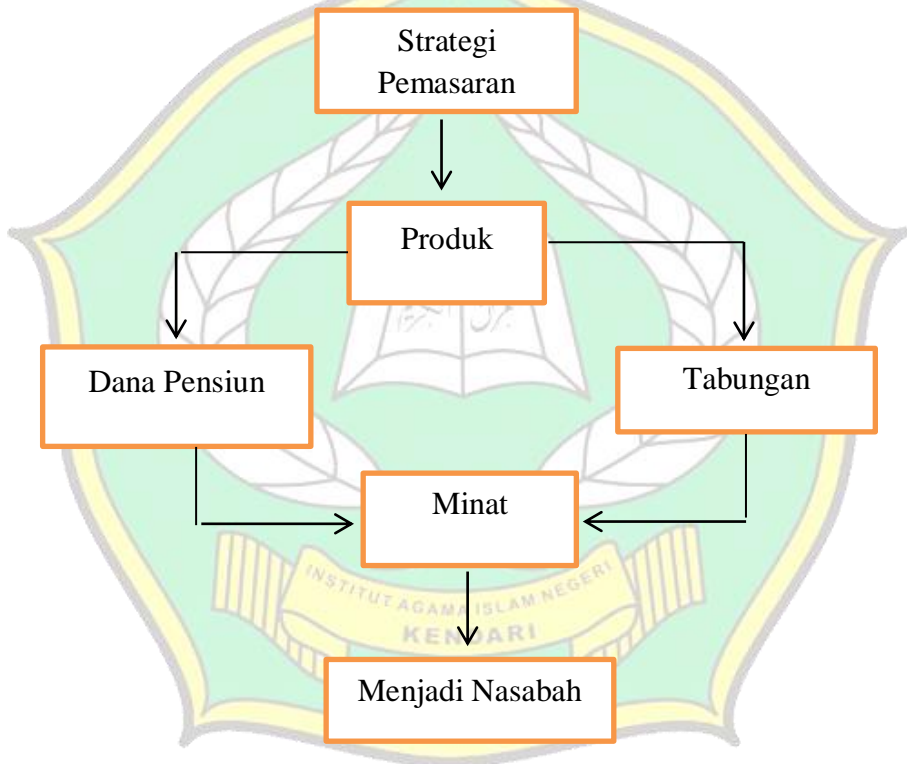 Strategi
Pemasaran
Produk
Dana Pensiun
Tabungan
Minat
INSTITUT AGAMA ISLAM NEGERI
KENDARI
Menjadi Nasabah